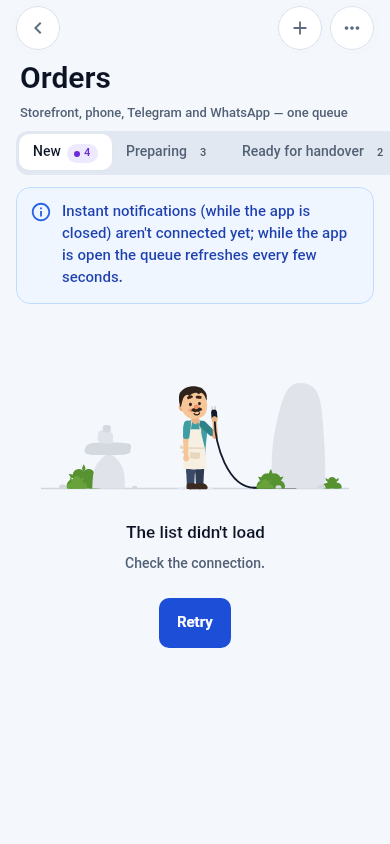 Orders
Storefront, phone, Telegram and WhatsApp — one queue
New 4 Preparing 3 Ready for handover 2
Instant notifications (while the app is
closed) aren't connected yet; while the app
is open the queue refreshes every few
seconds.
The list didn't load
Check the connection.
Retry